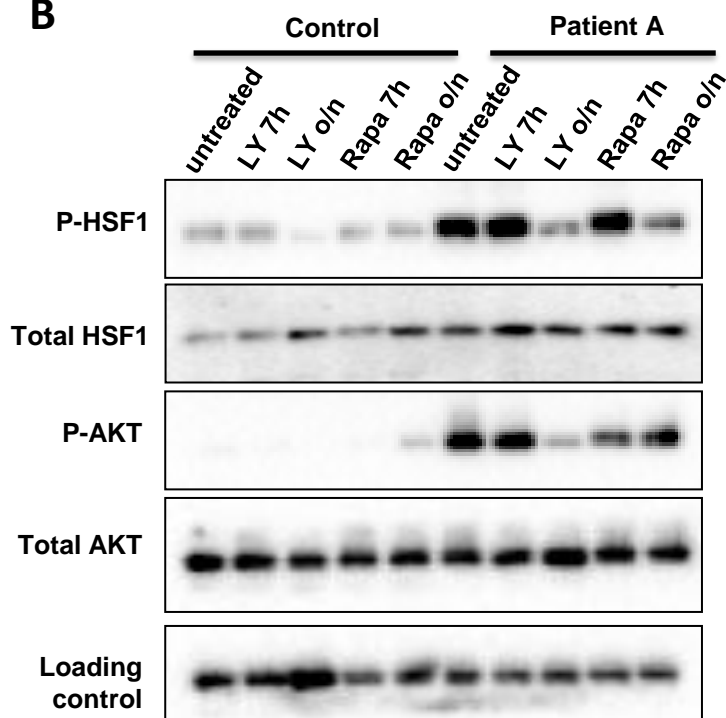 B
Control Patient A
untreated LY 7h LY o/n Rapa 7h Rapa o/n untreated LY 7h LY o/n Rapa 7h Rapa o/n
P-HSF1
Total HSF1
P-AKT
Total AKT
Loading
control